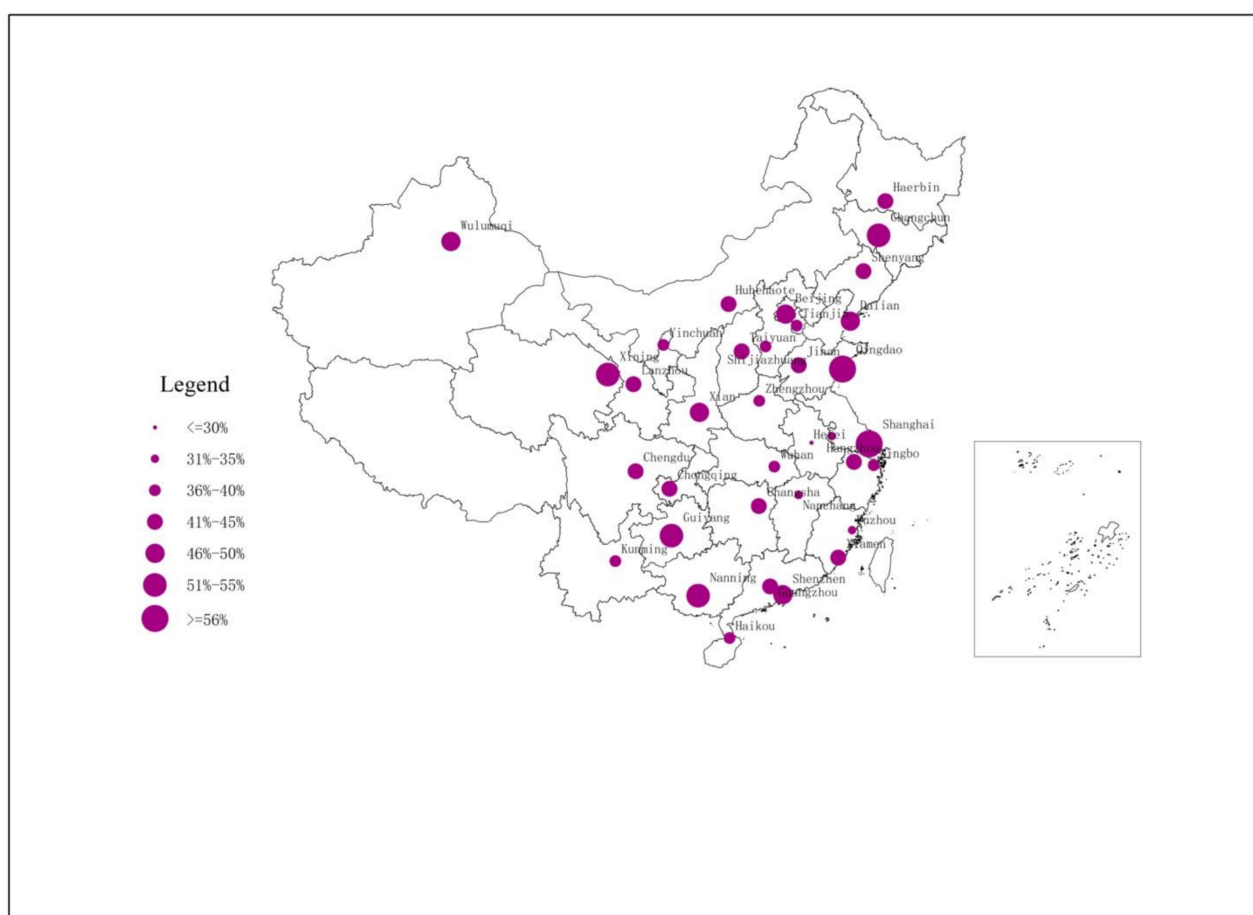 Haerbin
Changchun
Wulumuqi
Shenyang
Huhehaote
Beijing
Dalian
Tianjin
Yinchuan
Taiyuan
Xining
Shijiazhuang
Jinan
Qingdao
Lanzhou
Zhengzhou
Xian
Shanghai
Hefei
Hangzhou
Ningbo
Chengdu
Wuhan
Chongqing
Changsha
Nanchang
Guiyang
Fuzhou
Xiamen
Kunming
Nanning
Shenzhen
Guangzhou
Haikou
Legend
<=30%
31%-35%
36%-40%
41%-45%
46%-50%
51%-55%
>=56%